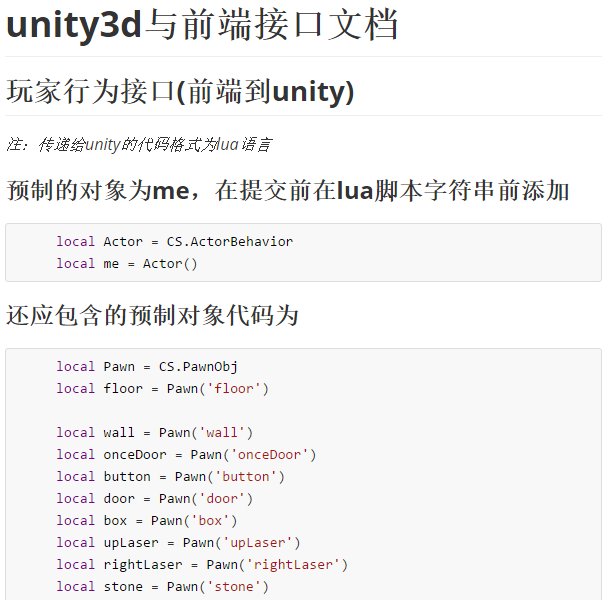 unity3d与前端接口文档
玩家行为接口(前端到unity)
注：传递给unity的代码格式为lua语言
预制的对象为me，在提交前在lua脚本字符串前添加
local Actor = CS.ActorBehavior
local me = Actor()
还应包含的预制对象代码为
local Pawn = CS.PawnObj
local floor = Pawn('floor')
local wall = Pawn('wall')
local onceDoor = Pawn('onceDoor')
local button = Pawn('button')
local door = Pawn('door')
local box = Pawn('box')
local upLaser = Pawn('upLaser')
local rightLaser = Pawn('rightLaser')
local stone = Pawn('stone')